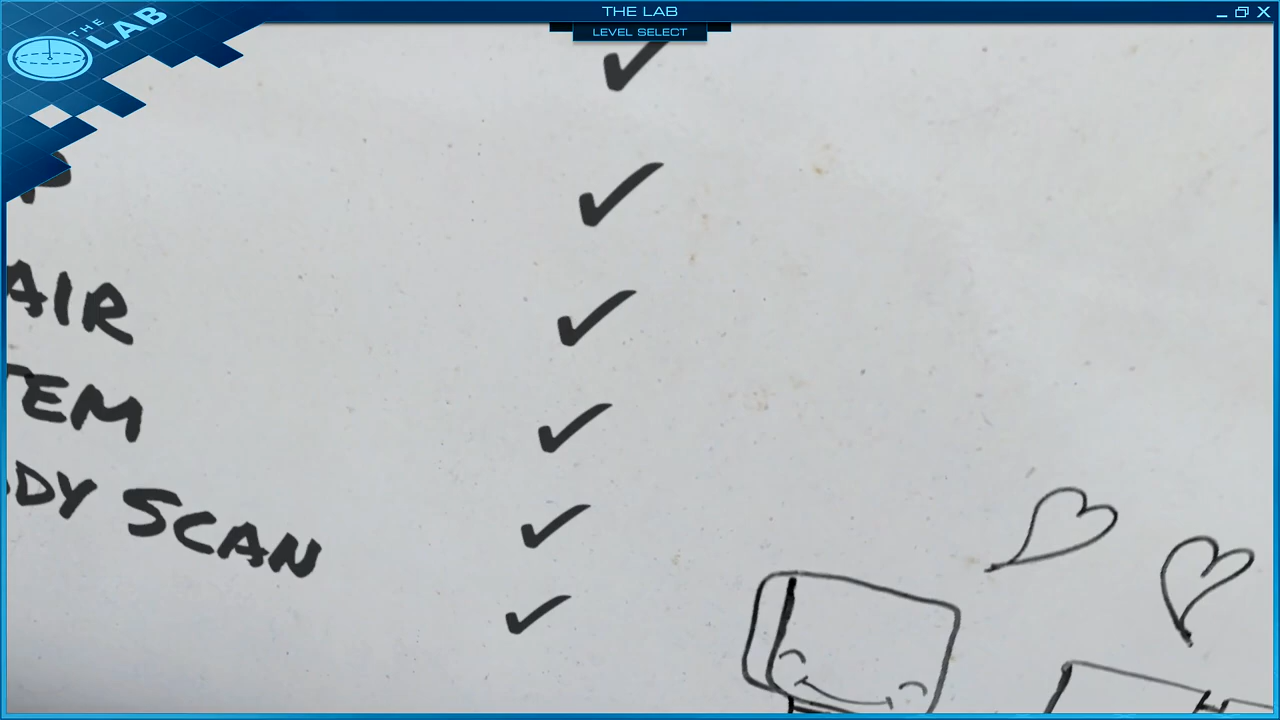 THE LAB
LEVEL SELECT
THE
LAB
AIR
TEM
DY SCAN